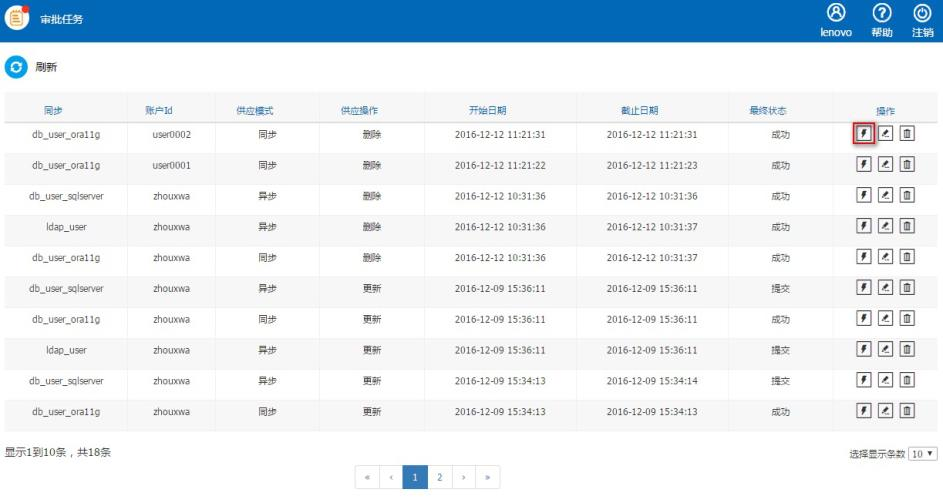 审批任务
lenovo 帮助 注销
刷新
同步 账户Id 供应模式 供应操作 开始日期 截止日期 最终状态 操作
db_user_ora11g user0002 同步 删除 2016-12-12 11:21:31 2016-12-12 11:21:31 成功
db_user_ora11g user0001 同步 删除 2016-12-12 11:21:22 2016-12-12 11:21:23 成功
db_user_sqlserver zhouxwa 异步 删除 2016-12-12 10:31:36 2016-12-12 10:31:36 成功
ldap_user zhouxwa 异步 删除 2016-12-12 10:31:36 2016-12-12 10:31:37 成功
db_user_ora11g zhouxwa 同步 删除 2016-12-12 10:31:36 2016-12-12 10:31:37 成功
db_user_sqlserver zhouxwa 异步 更新 2016-12-09 15:36:11 2016-12-09 15:36:11 提交
db_user_ora11g zhouxwa 同步 更新 2016-12-09 15:36:11 2016-12-09 15:36:11 成功
ldap_user zhouxwa 异步 更新 2016-12-09 15:36:11 2016-12-09 15:36:11 提交
db_user_sqlserver zhouxwa 异步 更新 2016-12-09 15:34:13 2016-12-09 15:34:14 提交
db_user_ora11g zhouxwa 同步 更新 2016-12-09 15:34:13 2016-12-09 15:34:13 成功
显示1到10条，共18条 选择显示条数 10
« ‹ 1 2 › »